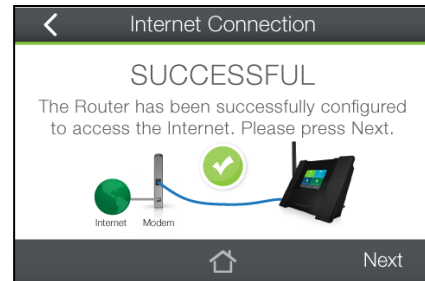 Internet Connection
SUCCESSFUL
The Router has been successfully configured
to access the Internet. Please press Next.
Internet Modem
Next